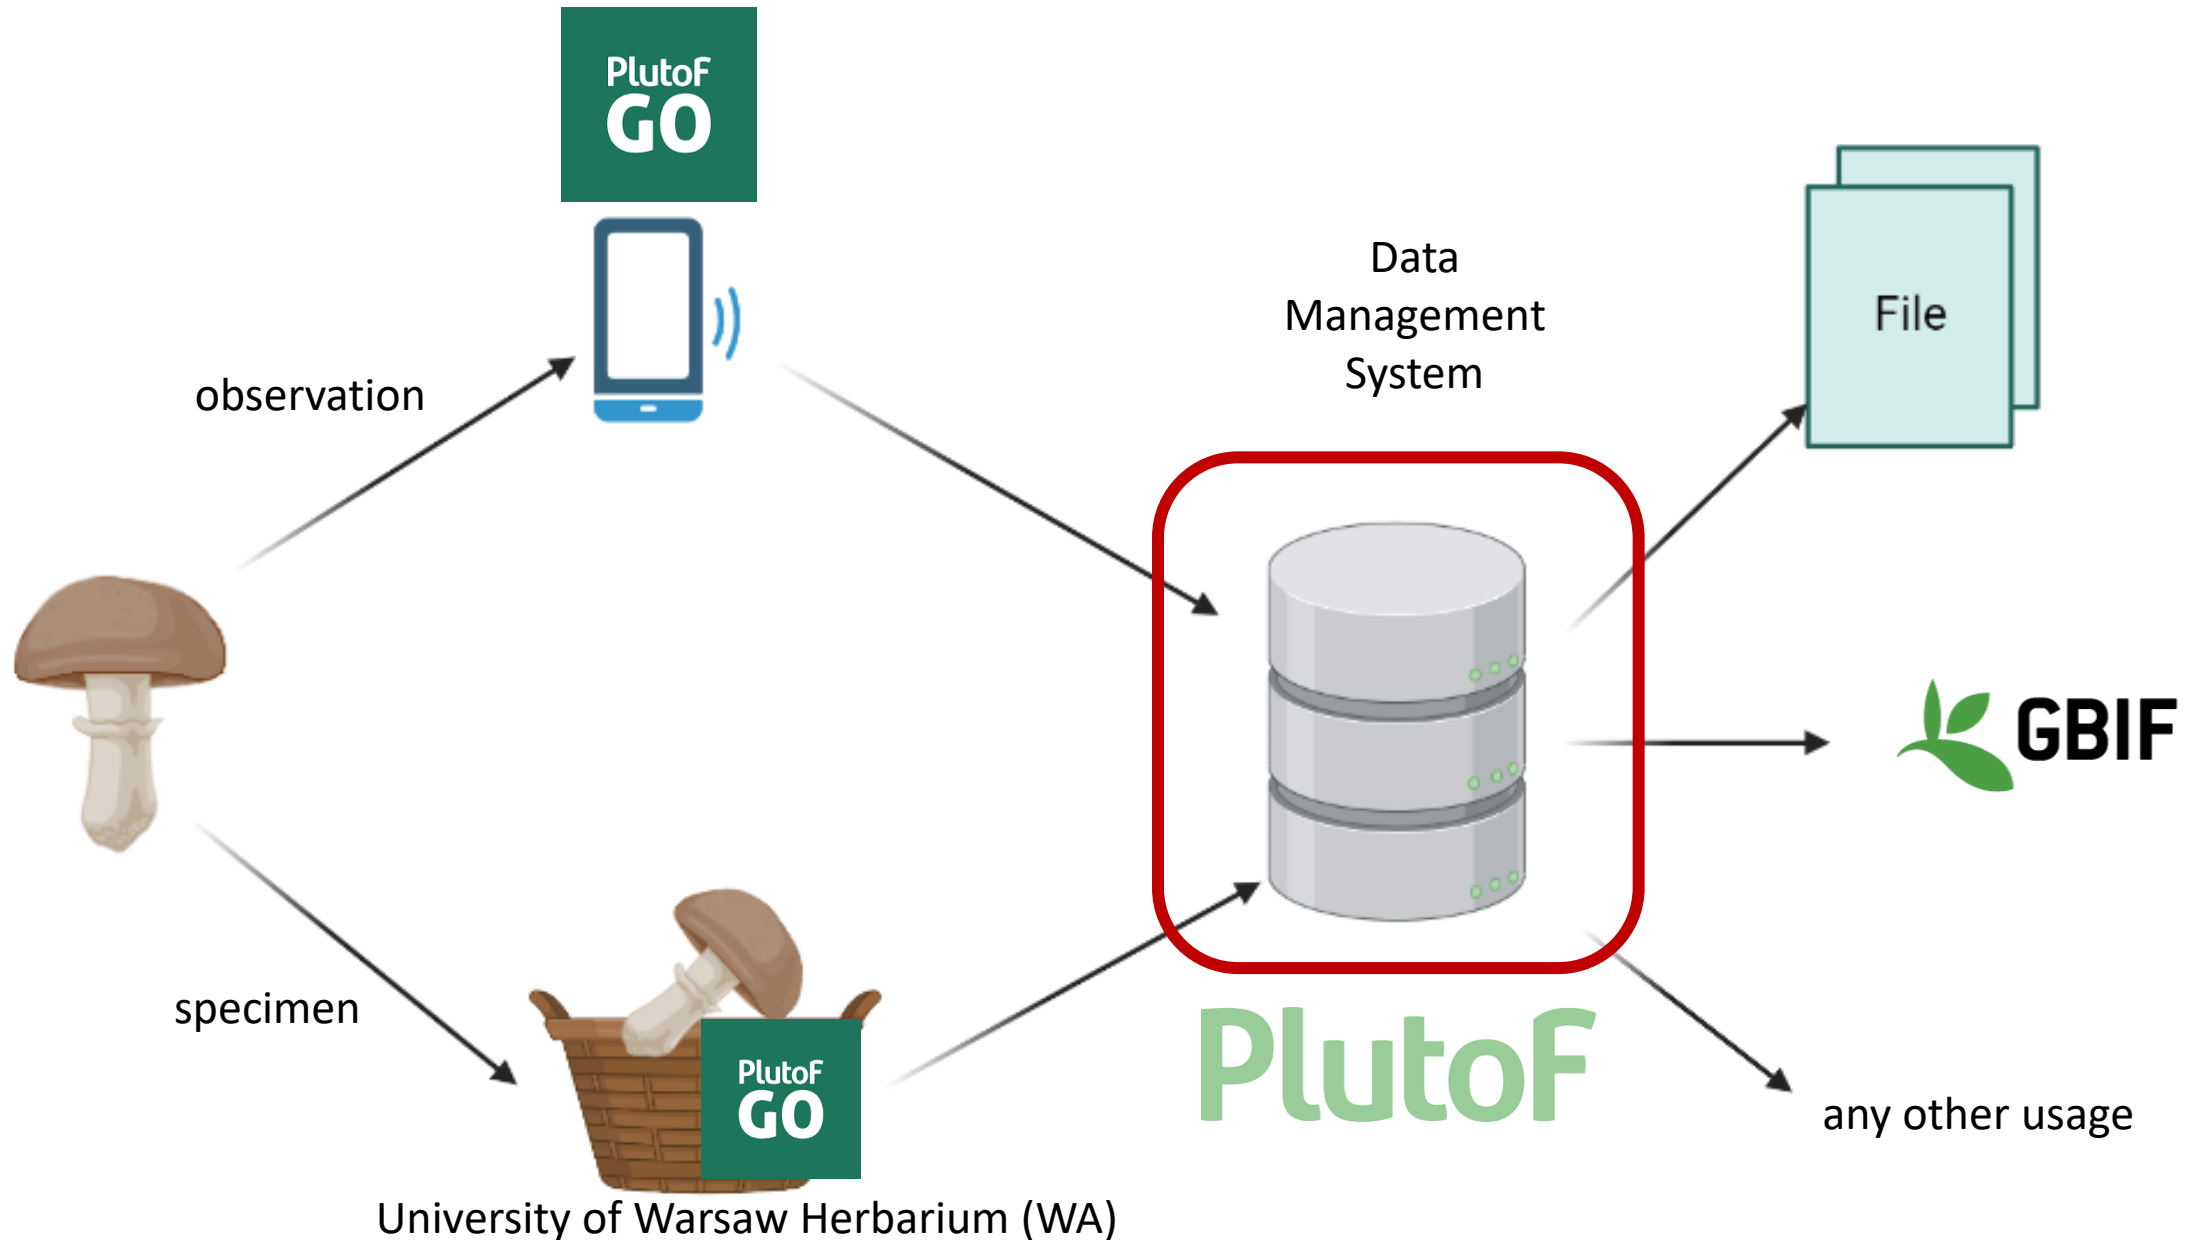 PlutoF
GO
observation
Data
Management
System
File
GBIF
specimen
PlutoF
GO
PlutoF
any other usage
University of Warsaw Herbarium (WA)